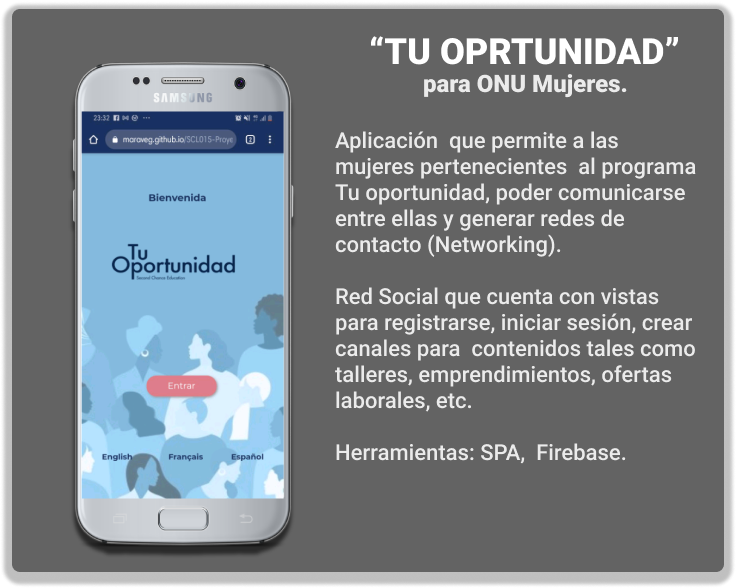 “TU OPRTUNIDAD”
para ONU Mujeres.
SAMSUNG
23:32
maraveg.github.io/SCL015-Proye
Bienvenida
Tu
Oportunidad
Second Chance Education
Entrar
English Français Español
Aplicación que permite a las
mujeres pertenecientes al programa
Tu oportunidad, poder comunicarse
entre ellas y generar redes de
contacto (Networking).
Red Social que cuenta con vistas
para registrarse, iniciar sesión, crear
canales para contenidos tales como
talleres, emprendimientos, ofertas
laborales, etc.
Herramientas: SPA, Firebase.